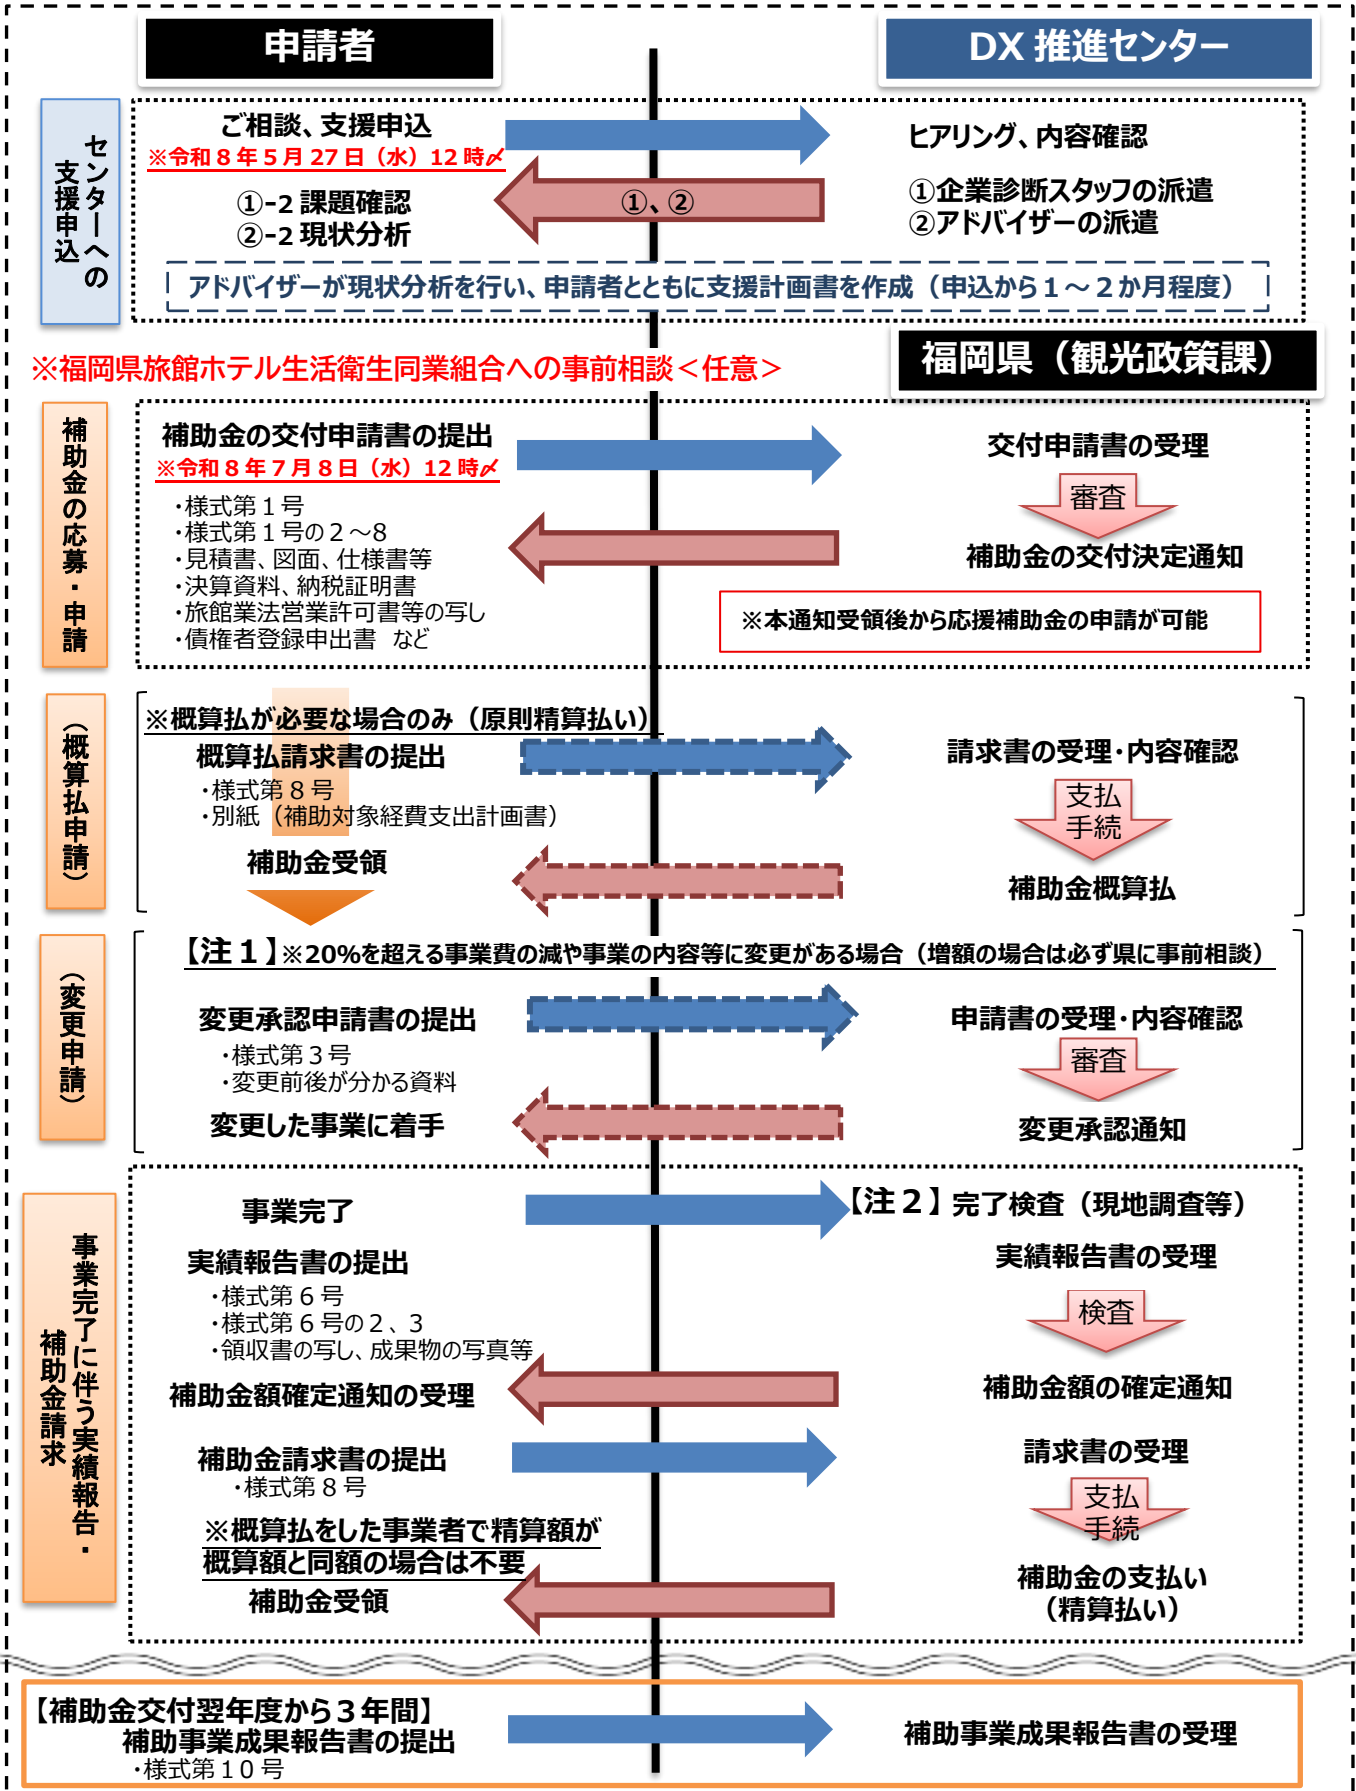 申請者
DX 推進センター
センターへの
支援申込
ご相談、支援申込
※令和８年５月 27 日（水）12 時〆
①-2 課題確認
②-2 現状分析
①、②
ヒアリング、内容確認
①企業診断スタッフの派遣
②アドバイザーの派遣
アドバイザーが現状分析を行い、申請者とともに支援計画書を作成（申込から１～２か月程度）
※福岡県旅館ホテル生活衛生同業組合への事前相談＜任意＞
福岡県（観光政策課）
補助金の応募・申請
補助金の交付申請書の提出
※令和８年７月８日（水）12 時〆
・様式第１号
・様式第１号の２～8
・見積書、図面、仕様書等
・決算資料、納税証明書
・旅館業法営業許可書等の写し
・債権者登録申出書　など
交付申請書の受理
審査
補助金の交付決定通知
※本通知受領後から応援補助金の申請が可能
（概算払申請）
※概算払が必要な場合のみ（原則精算払い）
概算払請求書の提出
・様式第８号
・別紙（補助対象経費支出計画書）
補助金受領
請求書の受理・内容確認
支払
手続
補助金概算払
（変更申請）
【注１】※20%を超える事業費の減や事業の内容等に変更がある場合（増額の場合は必ず県に事前相談）
変更承認申請書の提出
・様式第３号
・変更前後が分かる資料
変更した事業に着手
申請書の受理・内容確認
審査
変更承認通知
事業完了に伴う実績報告・
補助金請求
事業完了
実績報告書の提出
・様式第６号
・様式第６号の２、３
・領収書の写し、成果物の写真等
補助金額確定通知の受理
補助金請求書の提出
・様式第８号
※概算払をした事業者で精算額が
概算額と同額の場合は不要
補助金受領
【注２】完了検査（現地調査等）
実績報告書の受理
検査
補助金額の確定通知
請求書の受理
支払
手続
補助金の支払い
（精算払い）
【補助金交付翌年度から３年間】
補助事業成果報告書の提出
・様式第１０号
補助事業成果報告書の受理